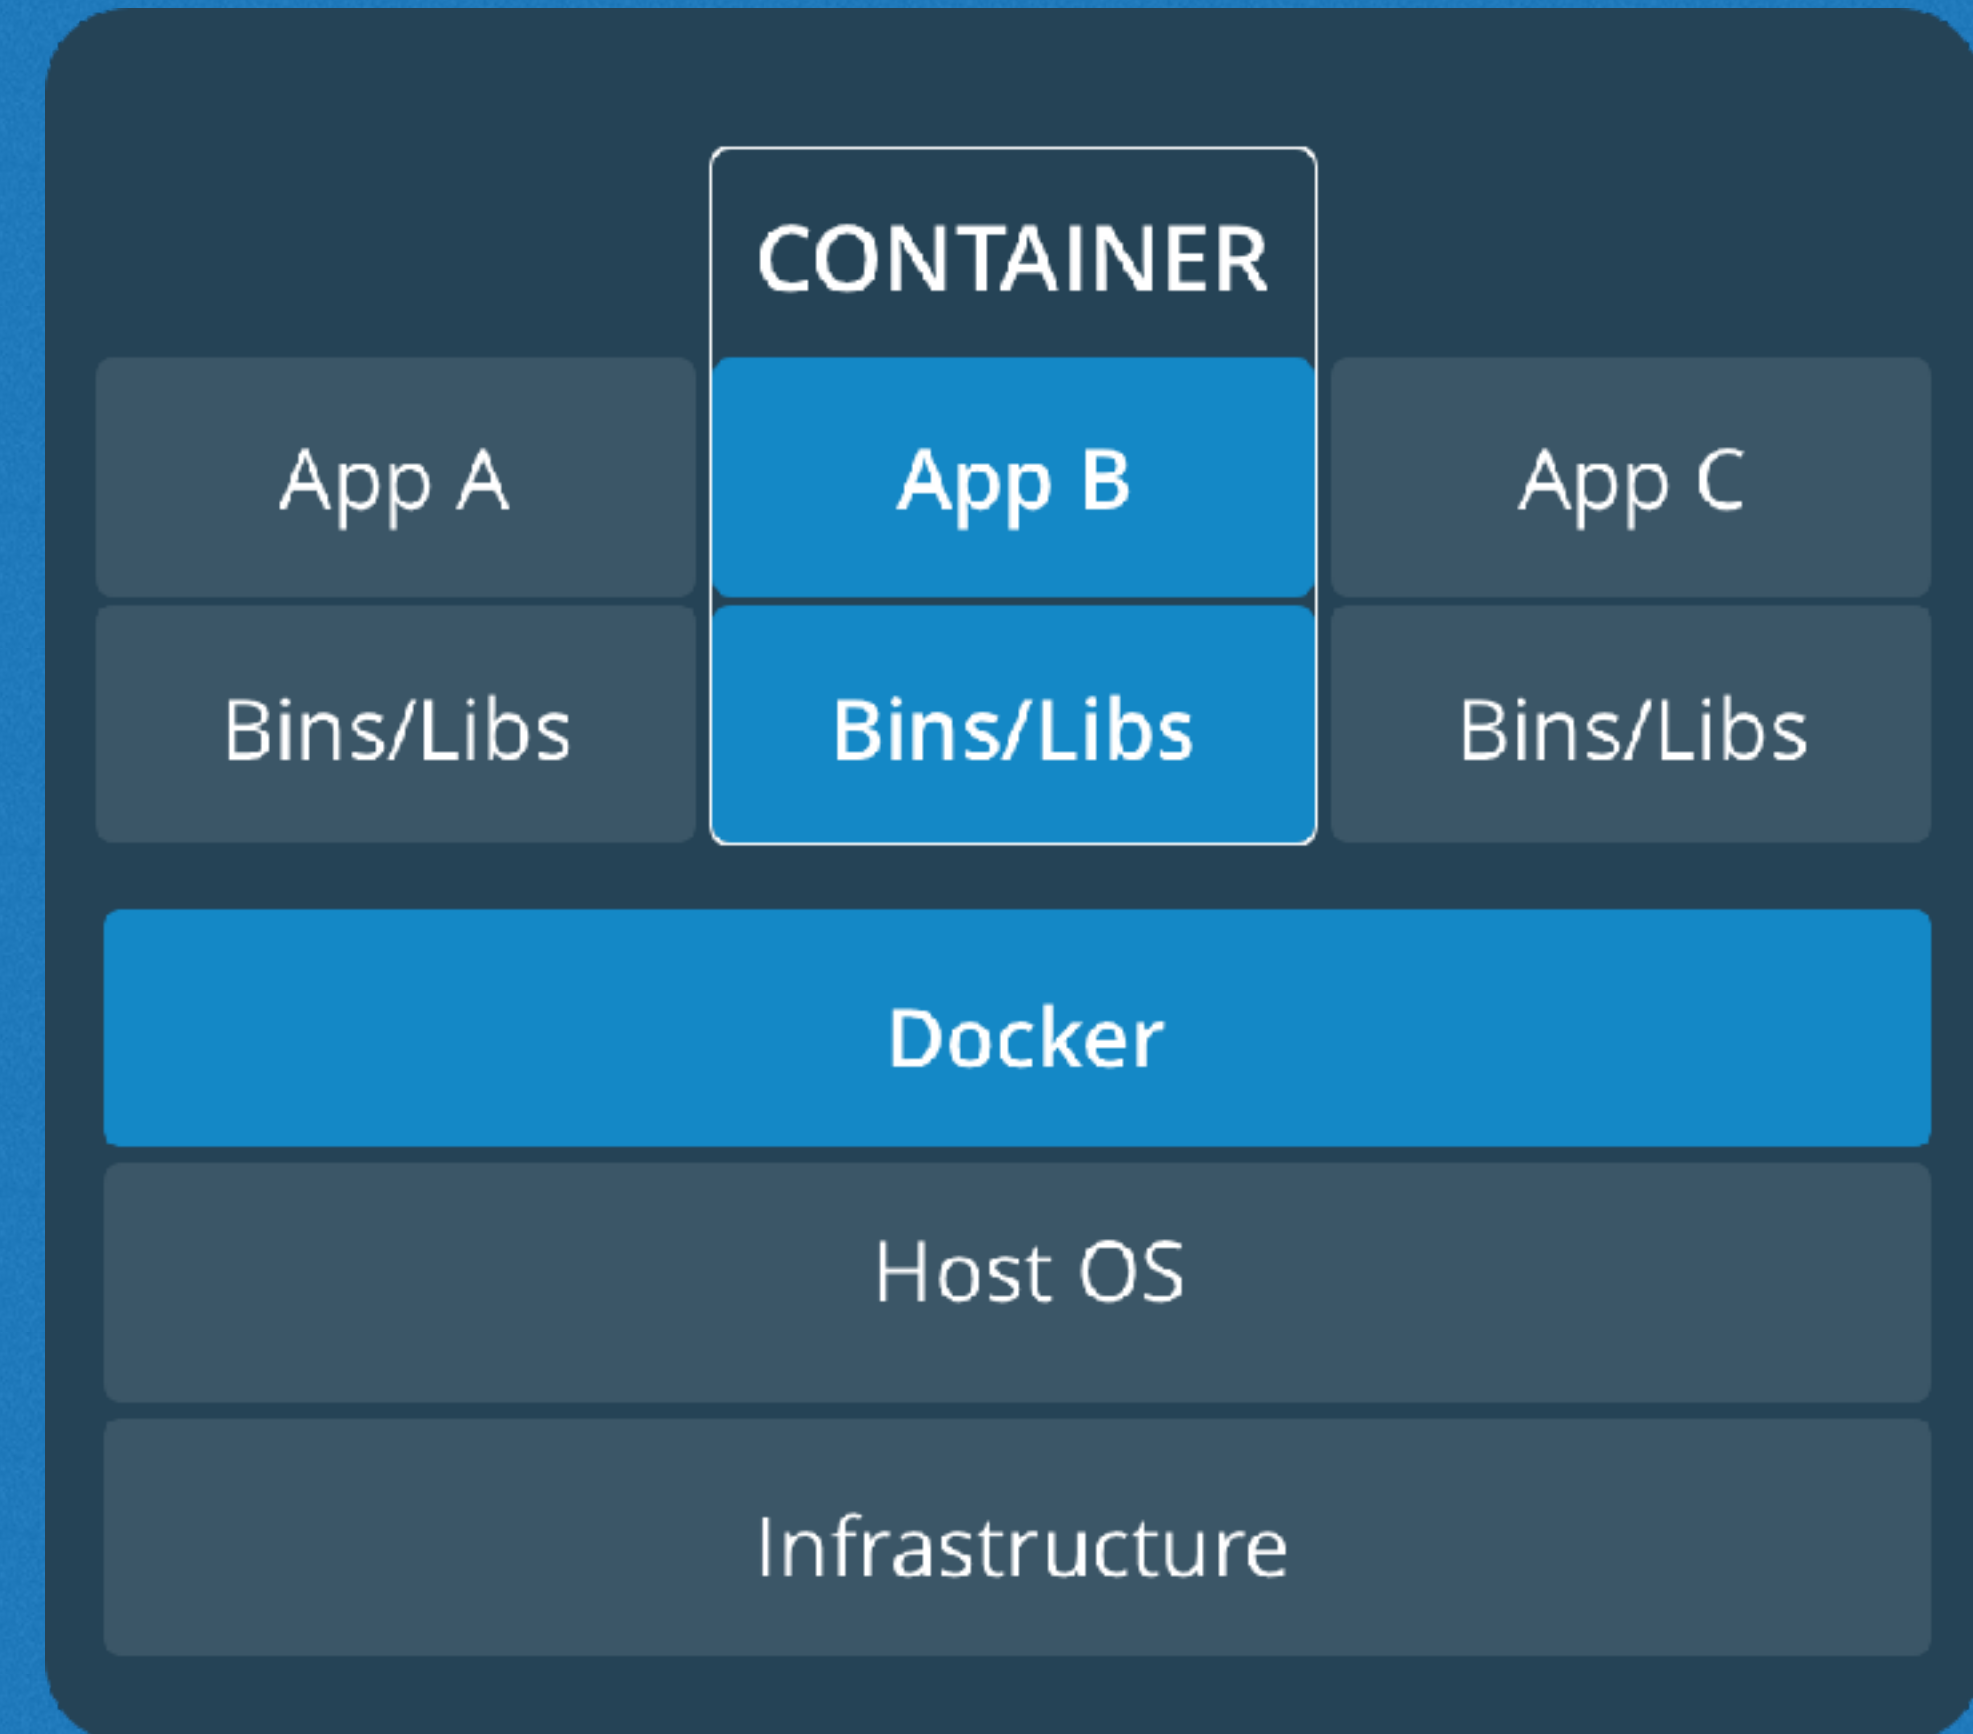 CONTAINER
App A
App B
App C
Bins/Libs
Bins/Libs
Bins/Libs
Docker
Host OS
Infrastructure